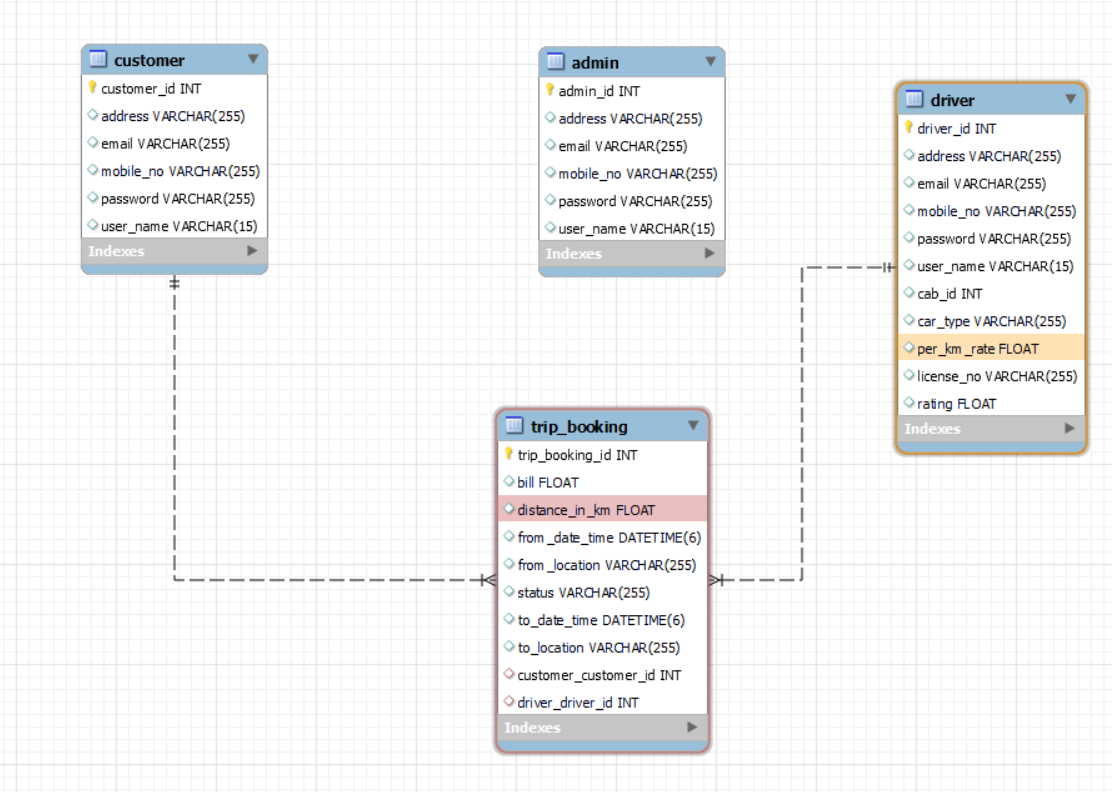 customer
customer_id INT
address VARCHAR(255)
email VARCHAR(255)
mobile_no VARCHAR(255)
password VARCHAR(255)
user_name VARCHAR(15)
Indexes
admin
admin_id INT
address VARCHAR(255)
email VARCHAR(255)
mobile_no VARCHAR(255)
password VARCHAR(255)
user_name VARCHAR(15)
Indexes
driver
driver_id INT
address VARCHAR(255)
email VARCHAR(255)
mobile_no VARCHAR(255)
password VARCHAR(255)
user_name VARCHAR(15)
cab_id INT
car_type VARCHAR(255)
per_km_rate FLOAT
license_no VARCHAR(255)
rating FLOAT
Indexes
trip_booking
trip_booking_id INT
bill FLOAT
distance_in_km FLOAT
from_date_time DATETIME(6)
from_location VARCHAR(255)
status VARCHAR(255)
to_date_time DATETIME(6)
to_location VARCHAR(255)
customer_customer_id INT
driver_driver_id INT
Indexes